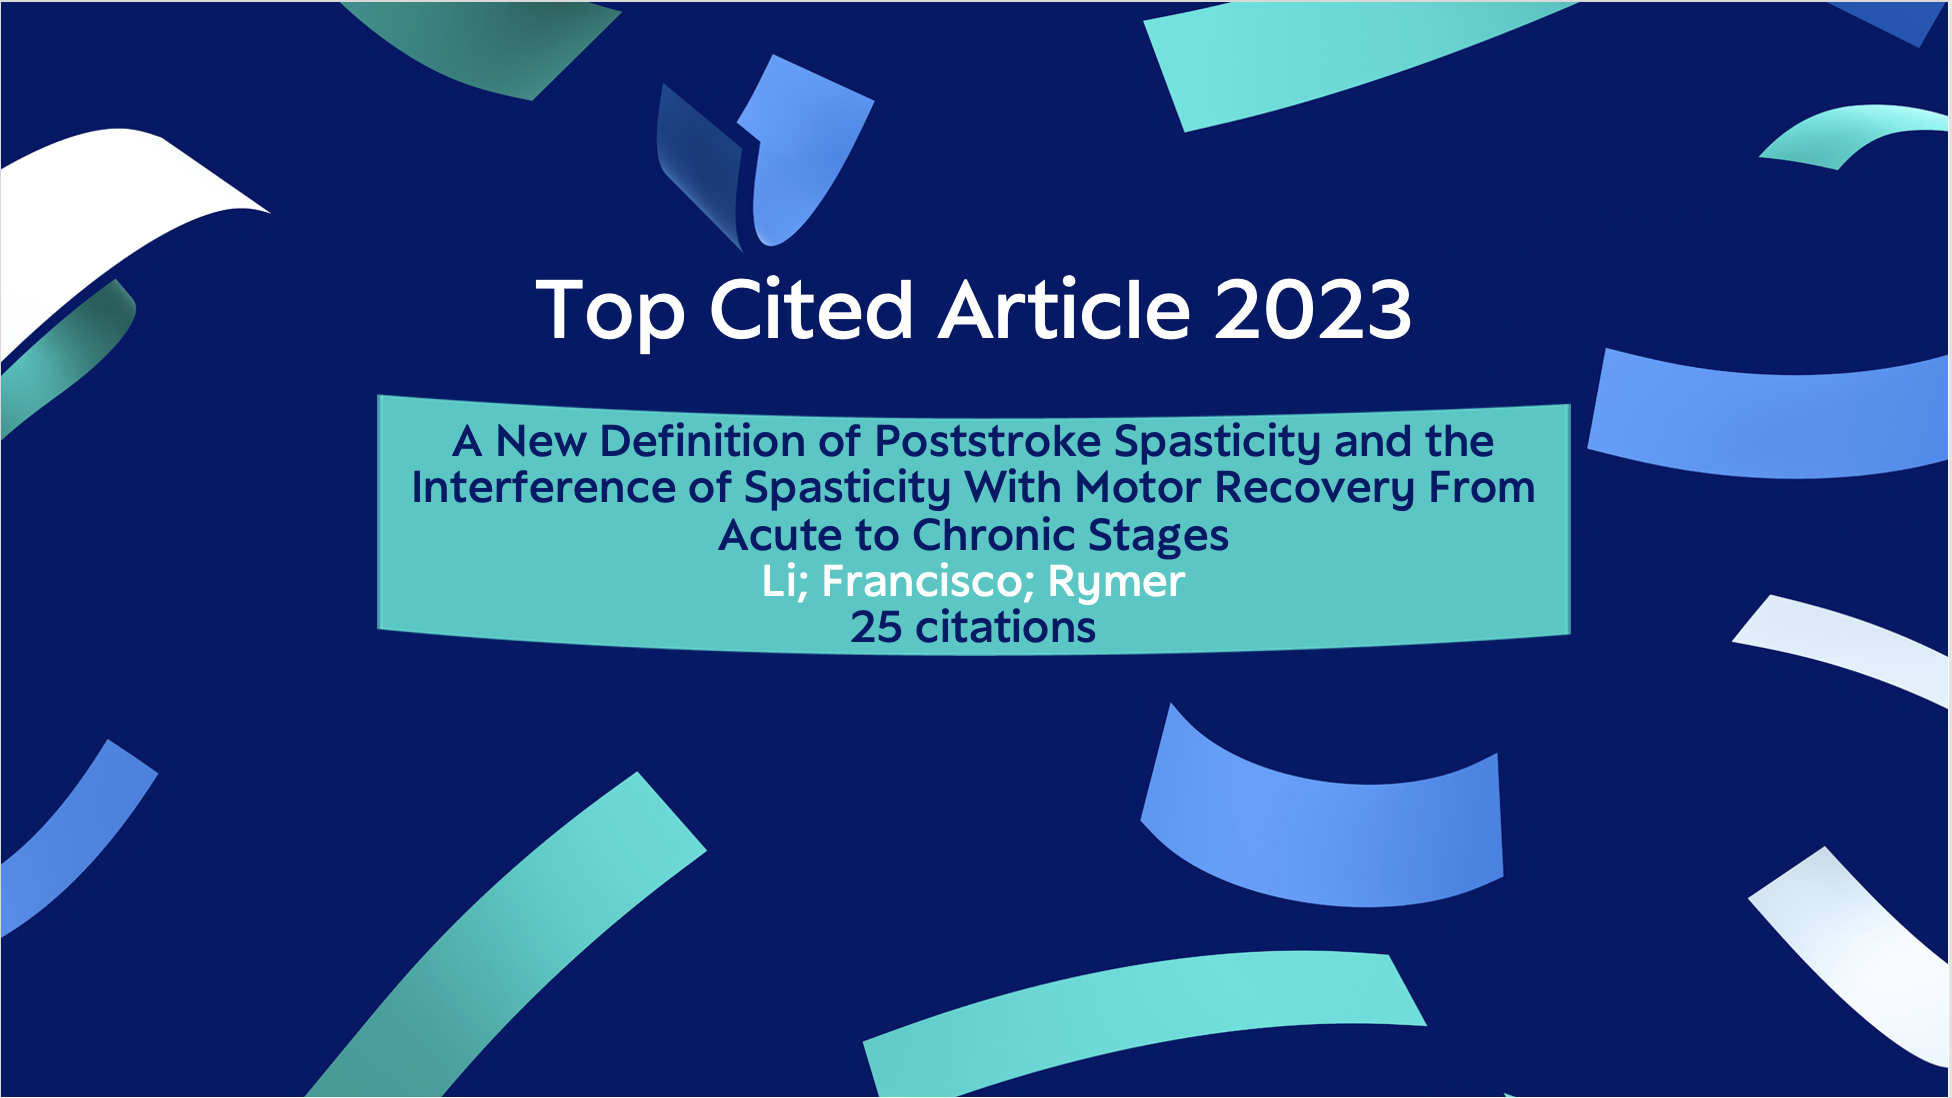 Top Cited Article 2023
A New Definition of Poststroke Spasticity and the
Interference of Spasticity With Motor Recovery From
Acute to Chronic Stages
Li; Francisco; Rymer
25 citations